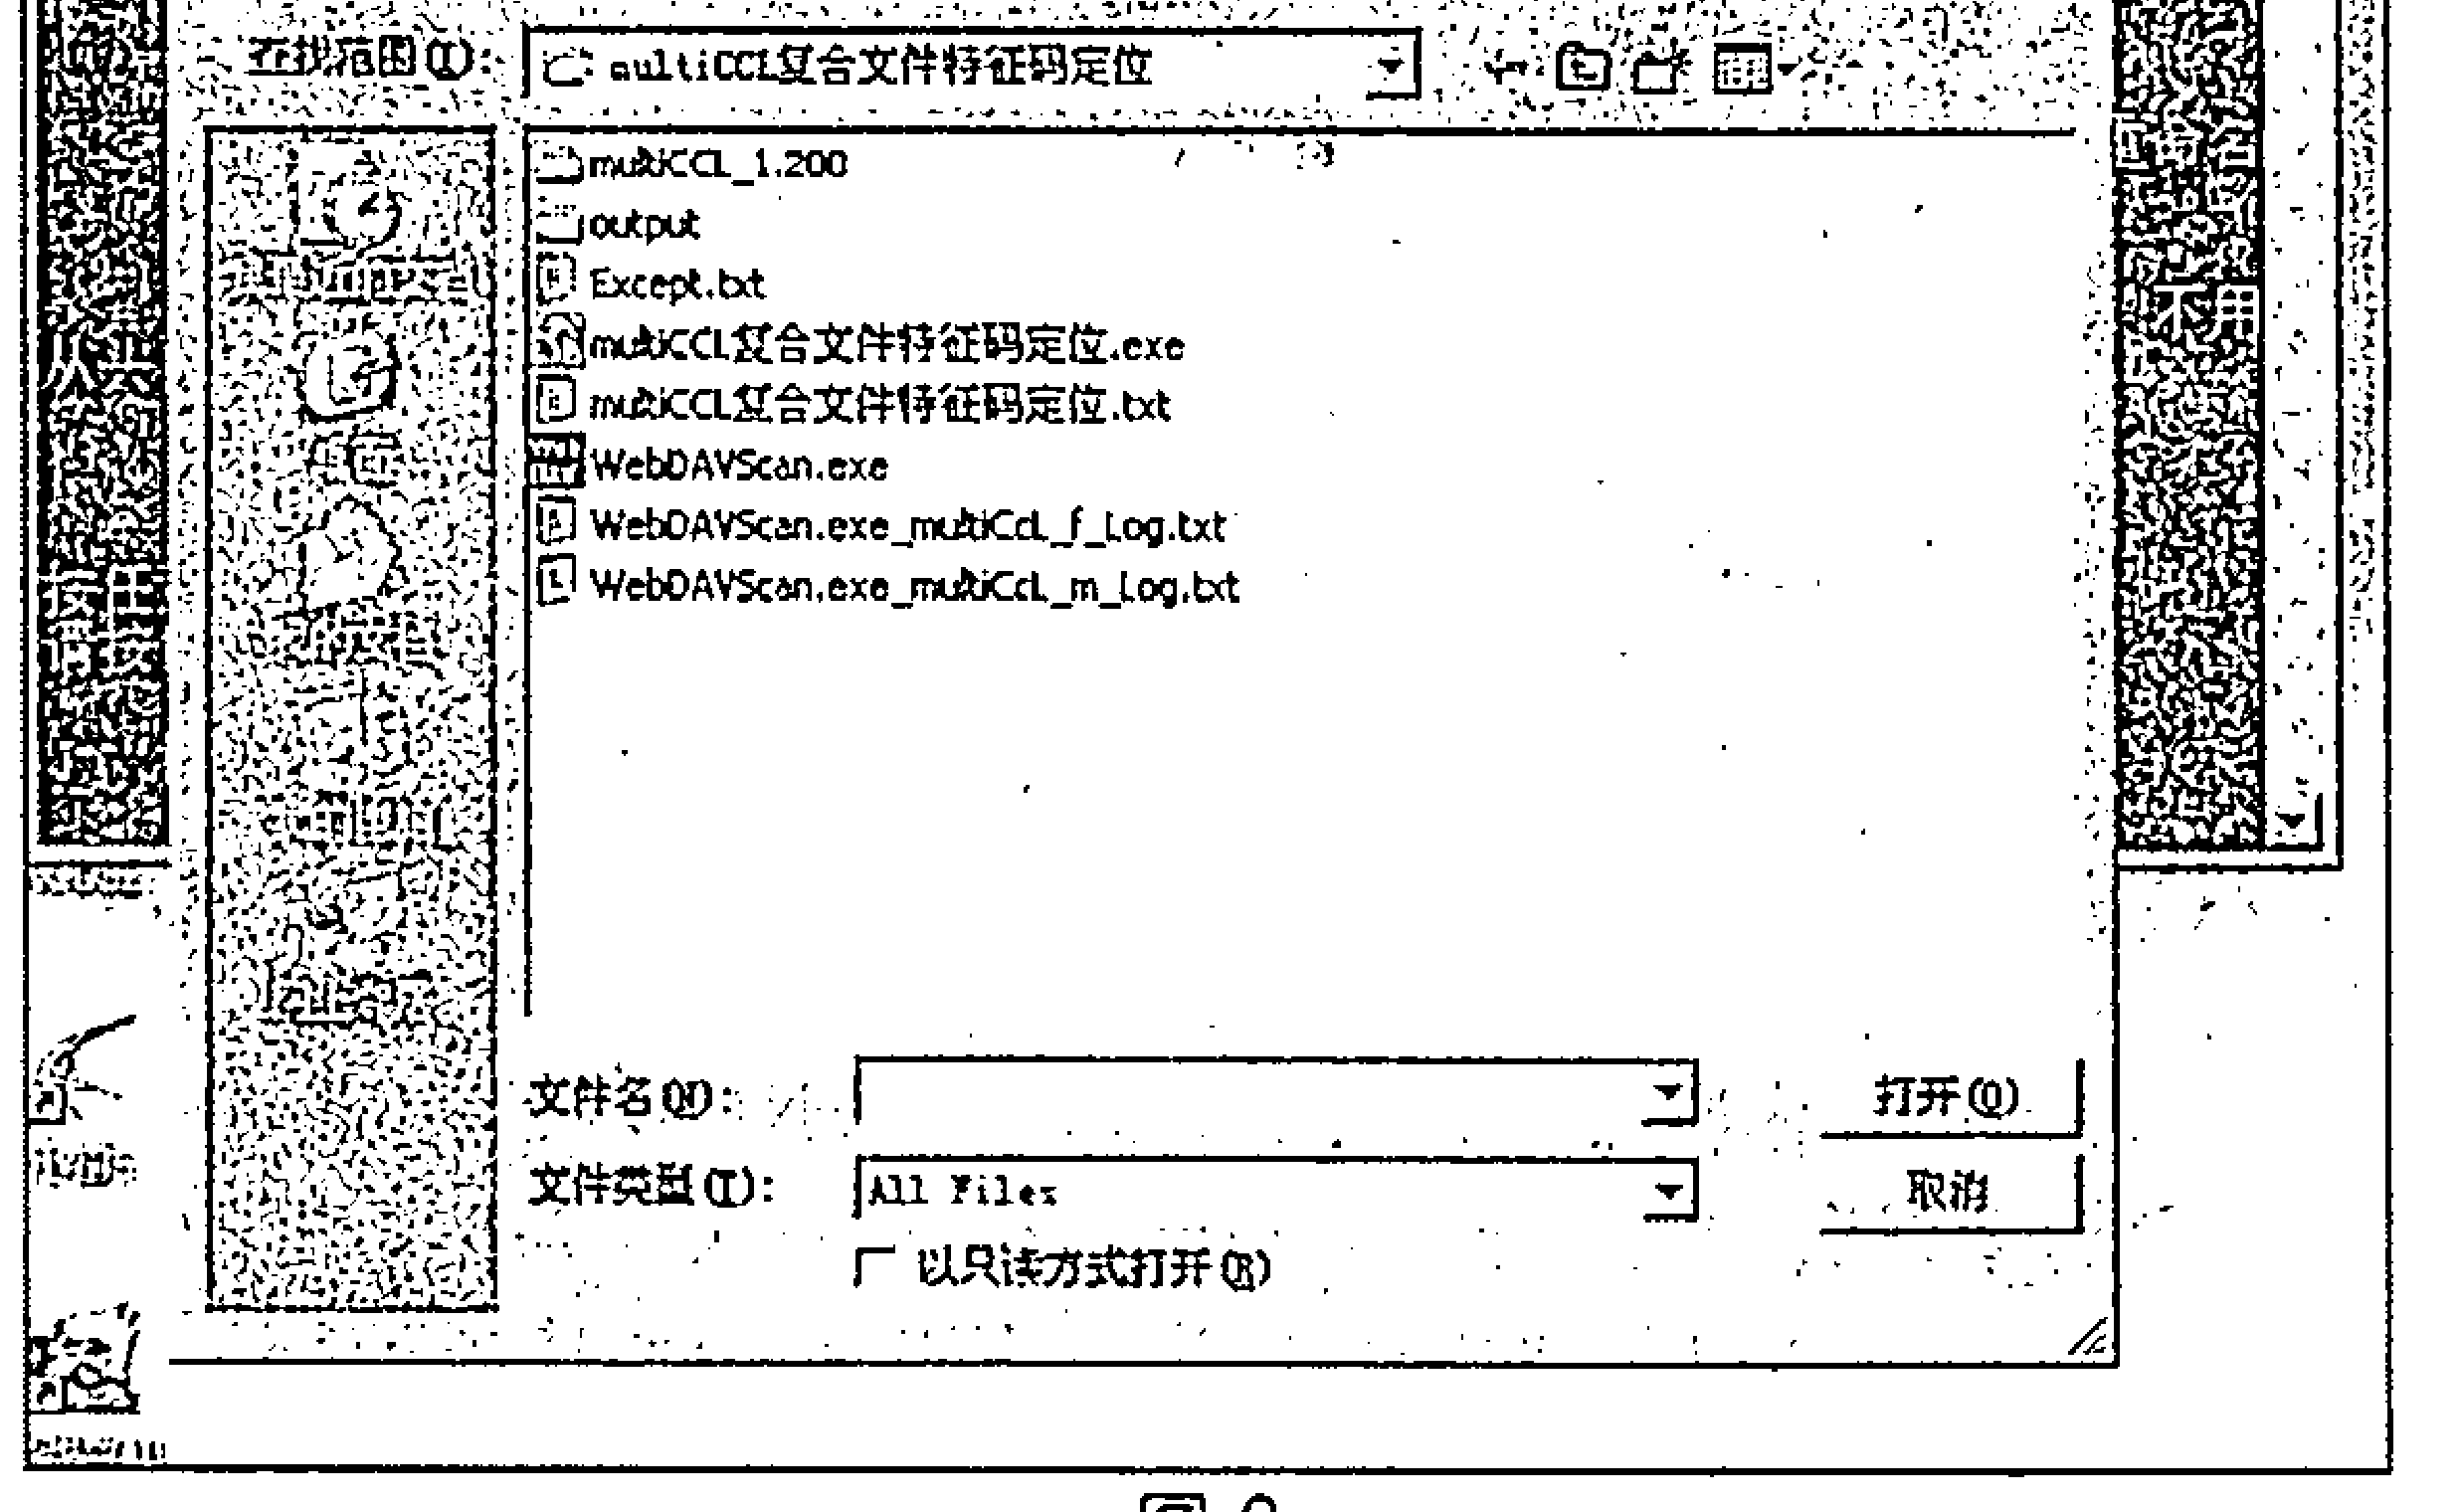 查找范围(I):
multiCCL复合文件特征码定位
multiCCL_1.200
output
Except.txt
multiCCL复合文件特征码定位.exe
multiCCL复合文件特征码定位.txt
WebDAVScan.exe
WebDAVScan.exe_multiCcL_f_Log.txt
WebDAVScan.exe_multiCcL_m_Log.txt
桌面
文件名(N):
打开(O)
文件类型(T):
All Files
取消
以只读方式打开(R)